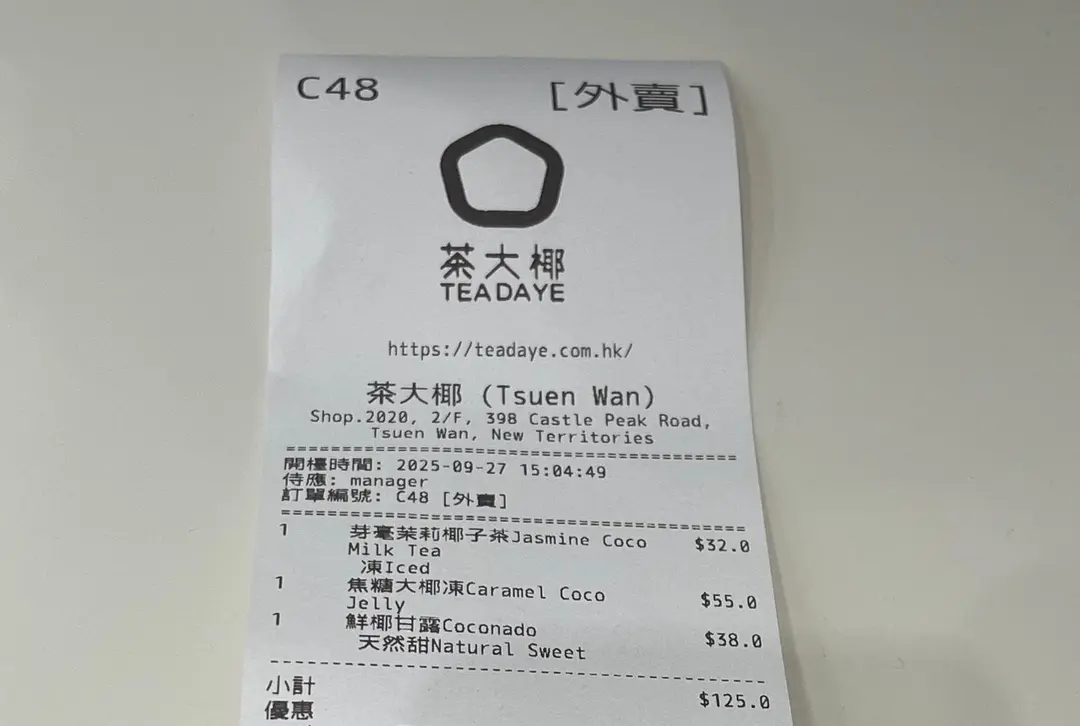 C48 [外賣]
茶大椰
TEADAYE
https://teadaye.com.hk/
茶大椰 (Tsuen Wan)
Shop.2020, 2/F, 398 Castle Peak Road,
Tsuen Wan, New Territories
開檯時間: 2025-09-27 15:04:49
侍應: manager
訂單編號: C48 [外賣]
1 芽毫茉莉椰子茶Jasmine Coco $32.0
Milk Tea
凍Iced
1 焦糖大椰凍Caramel Coco $55.0
Jelly
1 鮮椰甘露Coconado $38.0
天然甜Natural Sweet
小計 $125.0
優惠